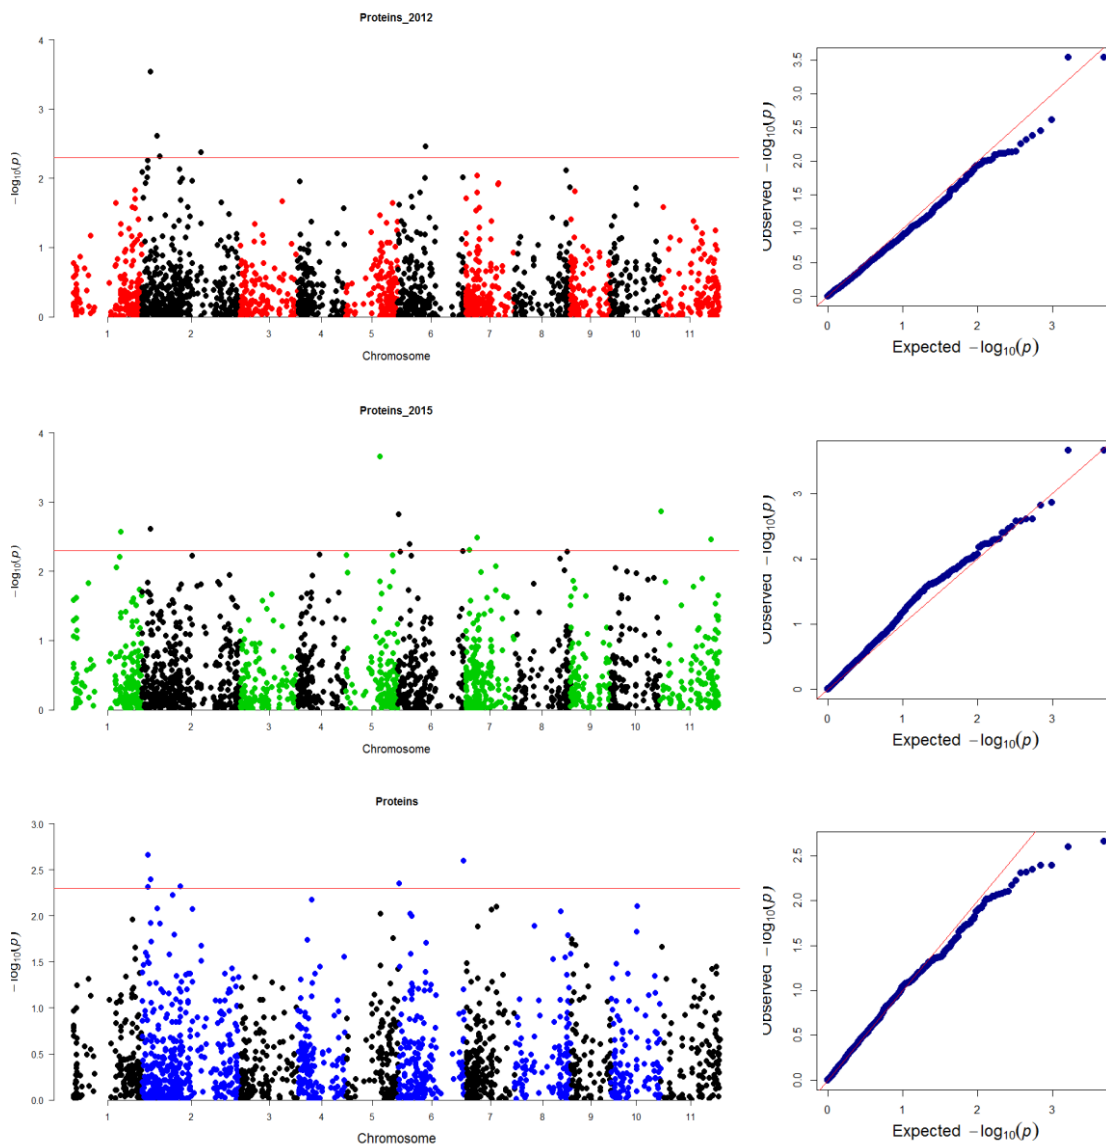 Proteins_2012
4
3
2
1
0
−log10(p)
1 2 3 4 5 6 7 8 9 10 11
Chromosome
3.5
3.0
2.5
2.0
1.5
1.0
0.5
0.0
Observed −log10(p)
0 1 2 3
Expected −log10(p)
Proteins_2015
4
3
2
1
0
−log10(p)
1 2 3 4 5 6 7 8 9 10 11
Chromosome
3
2
1
0
Observed −log10(p)
0 1 2 3
Expected −log10(p)
Proteins
3.0
2.5
2.0
1.5
1.0
0.5
0.0
−log10(p)
1 2 3 4 5 6 7 8 9 10 11
Chromosome
2.5
2.0
1.5
1.0
0.5
0.0
Observed −log10(p)
0 1 2 3
Expected −log10(p)